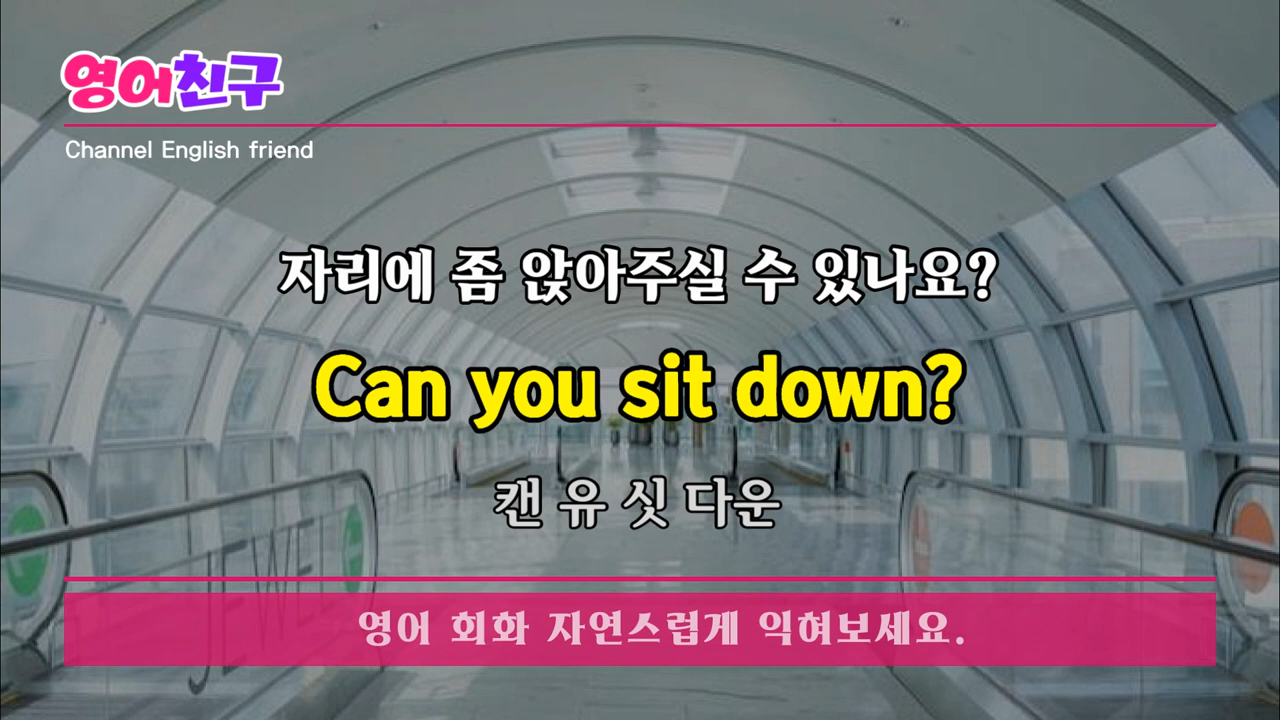 영어친구
Channel English friend
자리에 좀 앉아주실 수 있나요?
Can you sit down?
캔 유 싯 다운
JEWE
영어 회화 자연스럽게 익혀보세요.